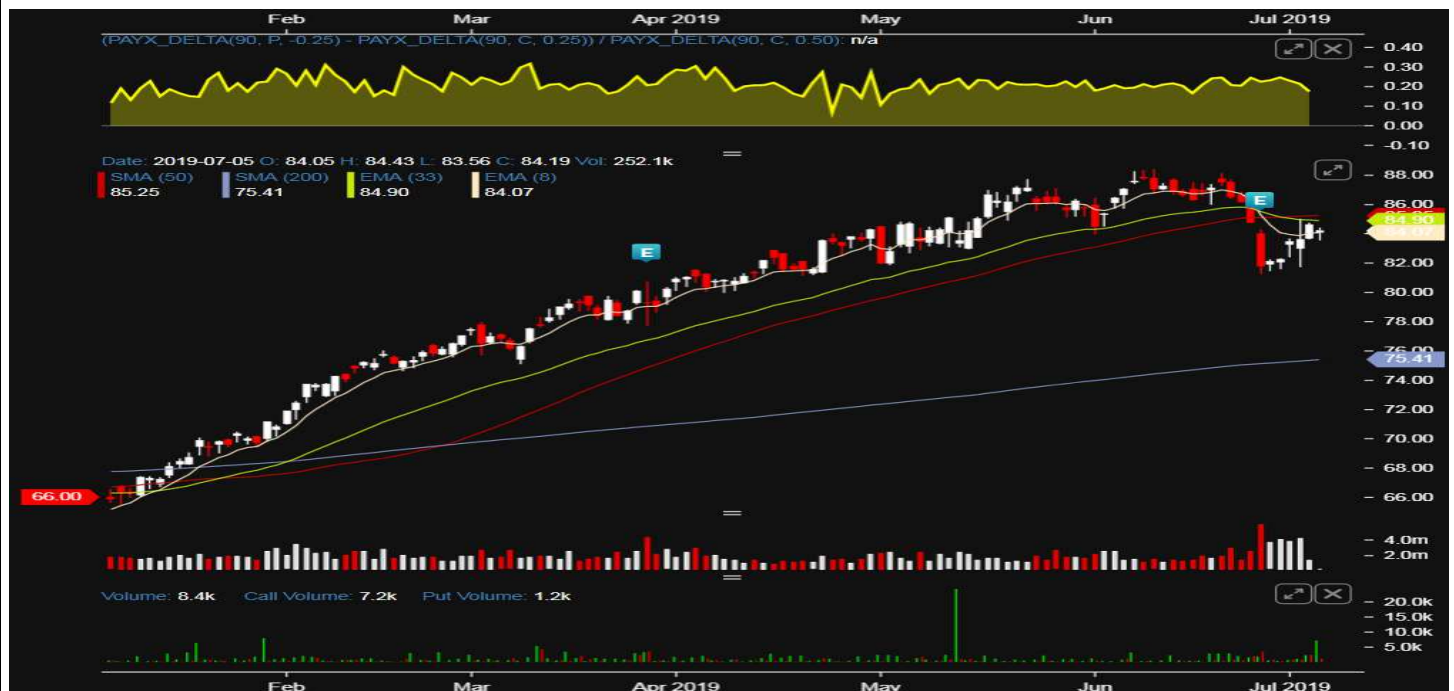 Feb Mar Apr 2019 May Jun Jul 2019
(PAYX_DELTA(90, P, -0.25) - PAYX_DELTA(90, C, 0.25)) / PAYX_DELTA(90, C, 0.50): n/a
0.40
0.30
0.20
0.10
0.00
-0.10
Date: 2019-07-05 O: 84.05 H: 84.43 L: 83.56 C: 84.19 Vol: 252.1k
SMA (50) SMA (200) EMA (33) EMA (8)
85.25 75.41 84.90 84.07
88.00
86.00
E
84.90
84.07
E
82.00
80.00
78.00
76.00
75.41
74.00
72.00
70.00
68.00
66.00 66.00
4.0m
2.0m
Volume: 8.4k Call Volume: 7.2k Put Volume: 1.2k
20.0k
15.0k
10.0k
5.0k
Feb Mar Apr 2019 May Jun Jul 2019